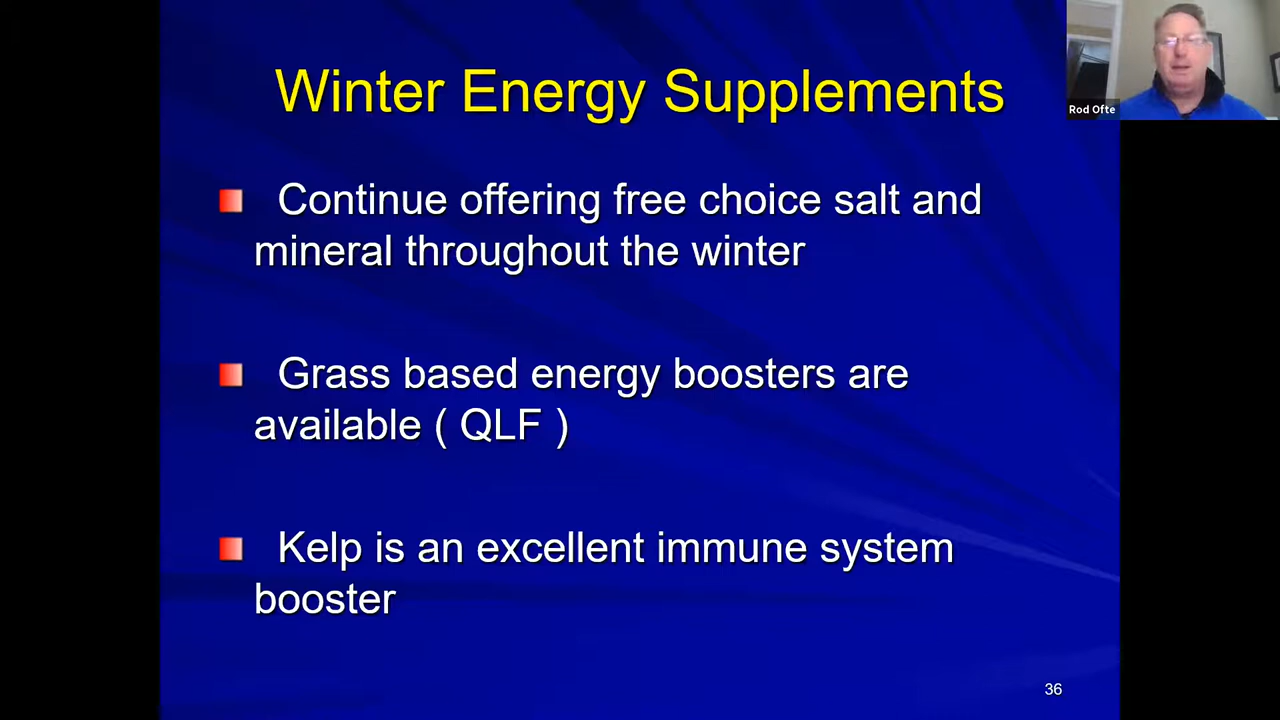 Winter Energy Supplements
Rod Ofte
Continue offering free choice salt and
mineral throughout the winter
Grass based energy boosters are
available ( QLF )
Kelp is an excellent immune system
booster
36